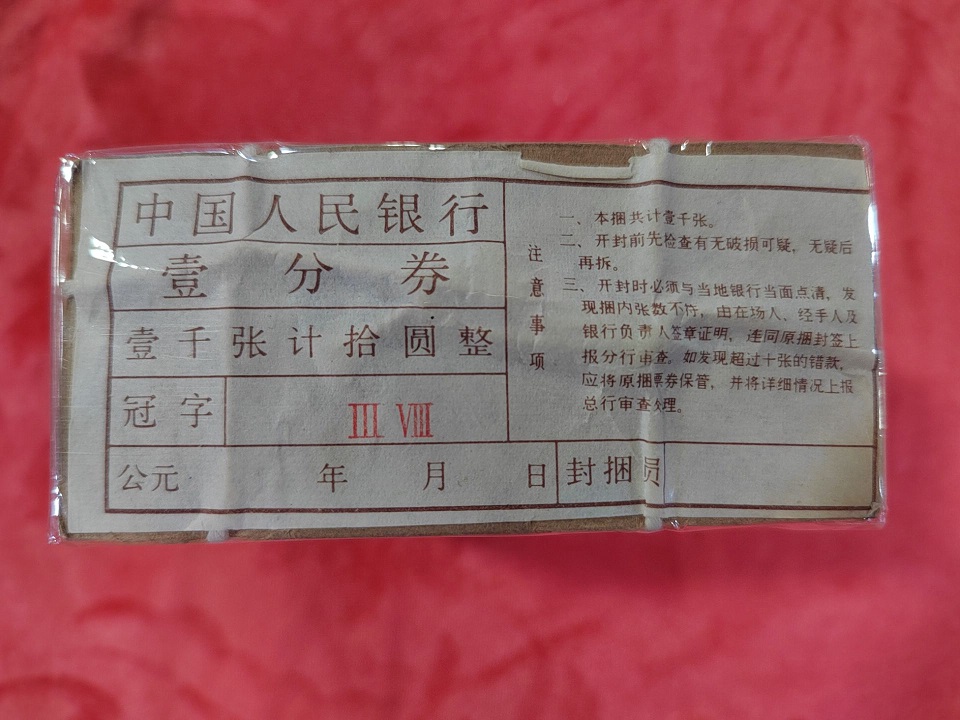 中国人民银行
壹分券
壹千张计拾圆整
冠字 III VIII
公元 年 月 日 封捆员
注意事项
一、本捆共计壹千张。
二、开封前先检查有无破损可疑，无疑后
再拆。
三、开封时必须与当地银行当面点清，发
现捆内张数不符，由在场人、经手人及
银行负责人签章证明，连同原捆封签上
报分行审查。如发现超过十张的错款，
应将原捆票券保管，并将详细情况上报
总行审查处理。